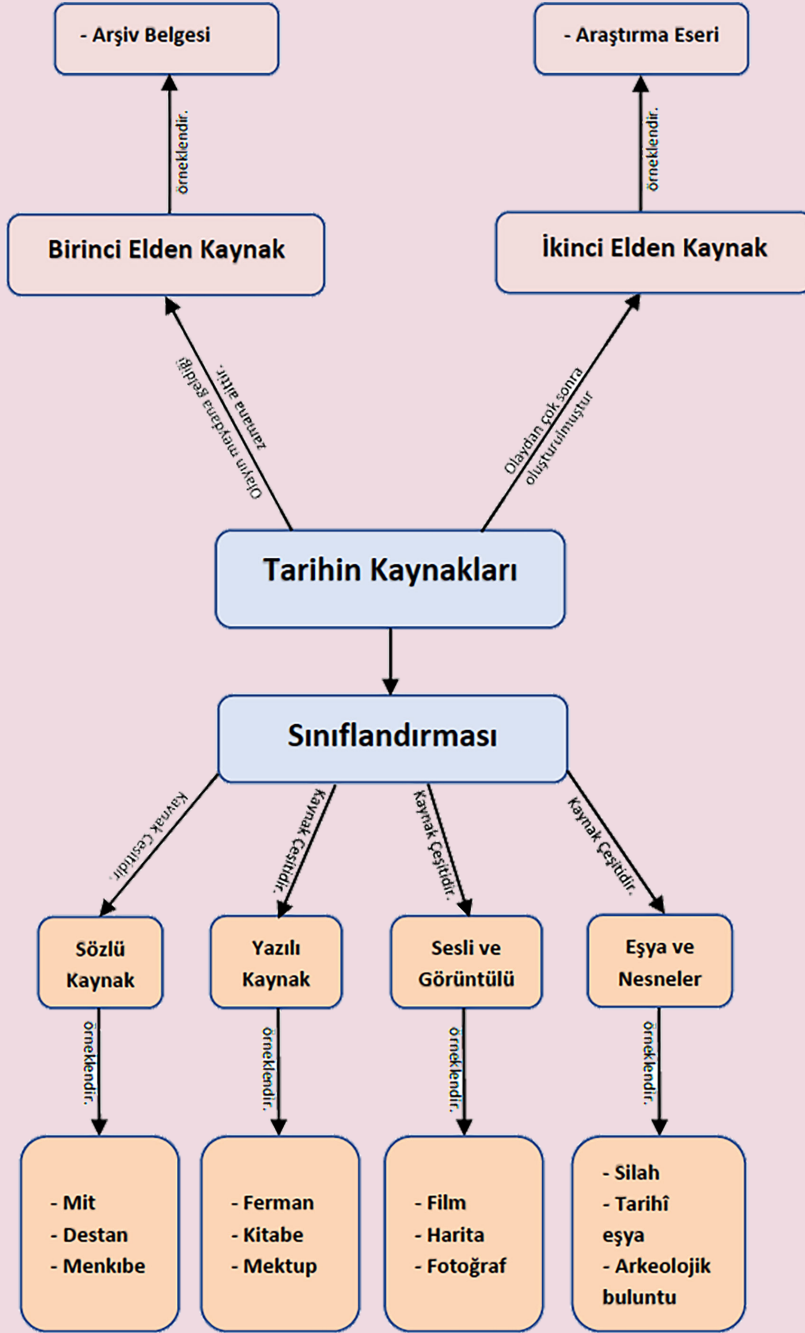 - Arşiv Belgesi
- Araştırma Eseri
örneklendir.
örneklendir.
Birinci Elden Kaynak
İkinci Elden Kaynak
Olayın meydana geldiği
zamana aittir.
Olaydan çok sonra
oluşturulmuştur
Tarihin Kaynakları
Sınıflandırması
Kaynak Çeşitidir.
Kaynak Çeşitidir.
Kaynak Çeşitidir.
Kaynak Çeşitidir.
Sözlü
Kaynak
Yazılı
Kaynak
Sesli ve
Görüntülü
Eşya ve
Nesneler
örneklendir.
örneklendir.
örneklendir.
örneklendir.
- Mit
- Destan
- Menkıbe
- Ferman
- Kitabe
- Mektup
- Film
- Harita
- Fotoğraf
- Silah
- Tarihî
eşya
- Arkeolojik
buluntu